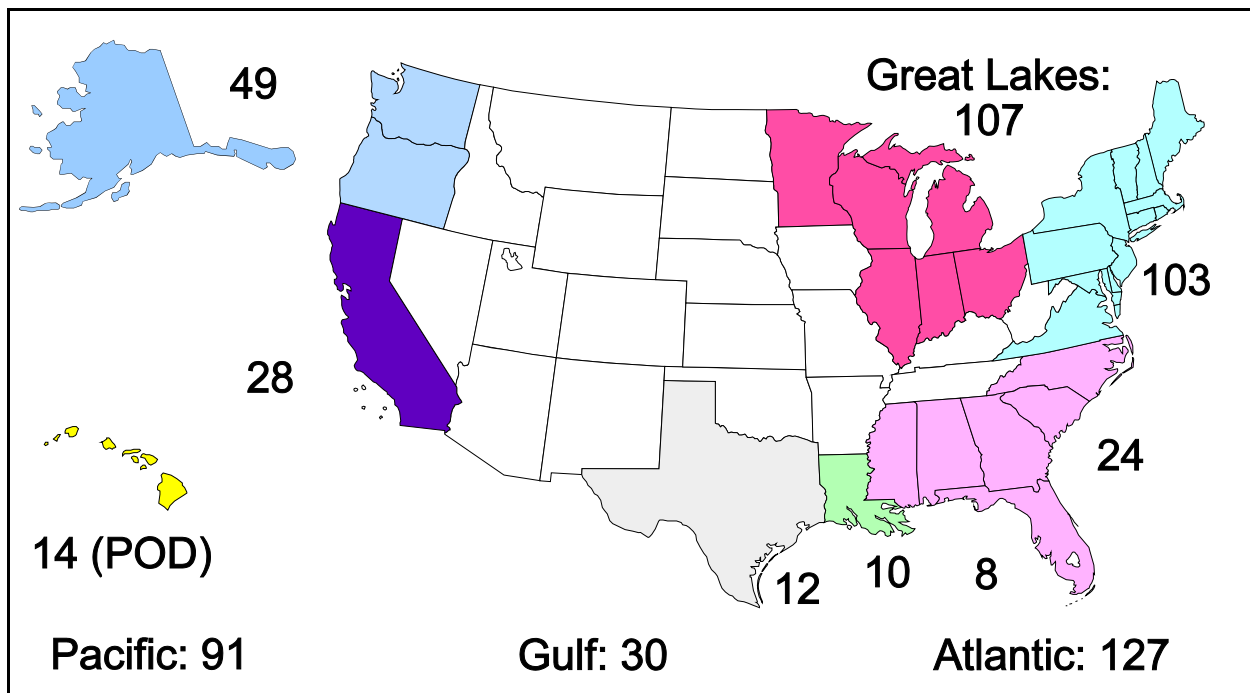 49
Great Lakes:
107
103
28
24
14 (POD)
12
10
8
Pacific: 91
Gulf: 30
Atlantic: 127